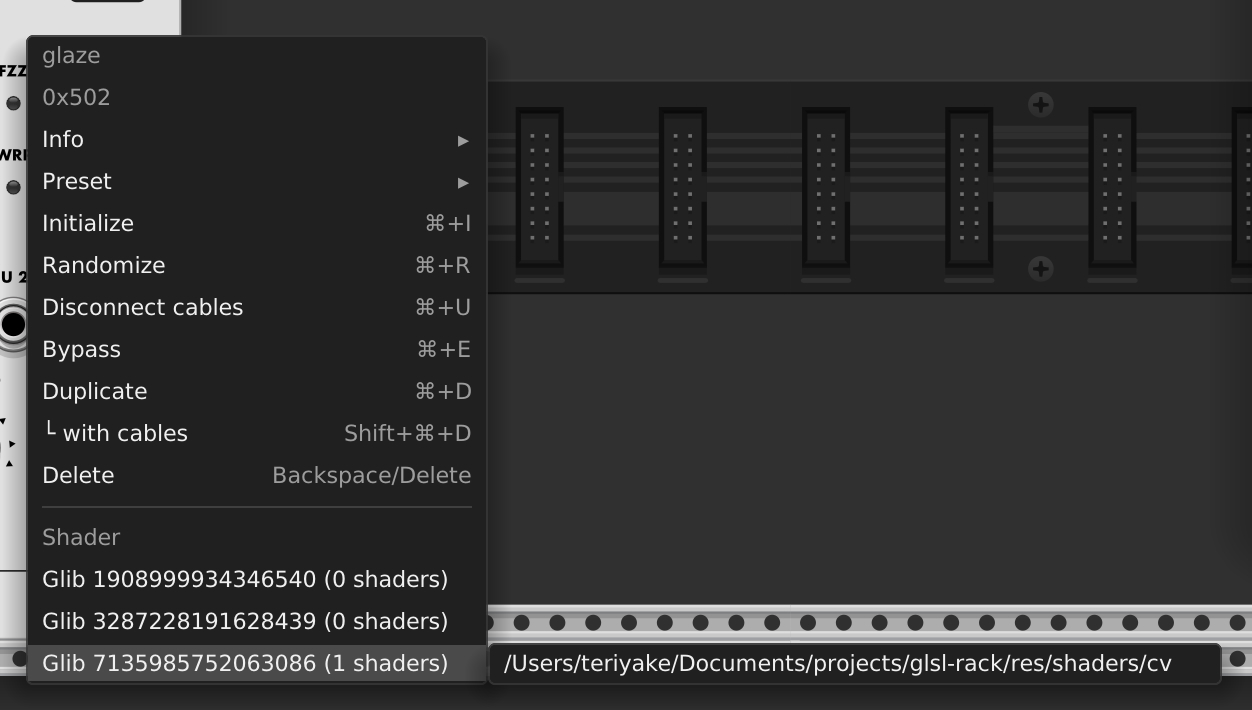 FZZ
WRI
U 2
glaze
0x502
Info ▸
Preset ▸
Initialize ⌘+I
Randomize ⌘+R
Disconnect cables ⌘+U
Bypass ⌘+E
Duplicate ⌘+D
└ with cables Shift+⌘+D
Delete Backspace/Delete
Shader
Glib 1908999934346540 (0 shaders)
Glib 3287228191628439 (0 shaders)
Glib 7135985752063086 (1 shaders)
/Users/teriyake/Documents/projects/glsl-rack/res/shaders/cv